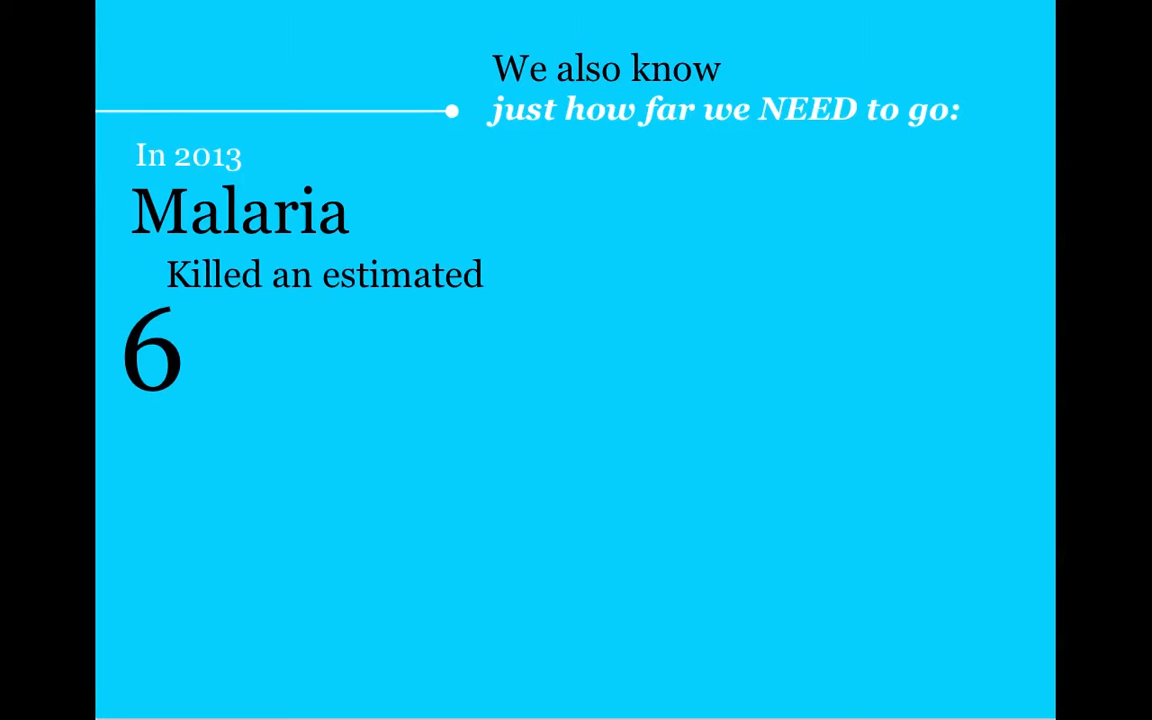 We also know
just how far we NEED to go:
In 2013
Malaria
Killed an estimated
6